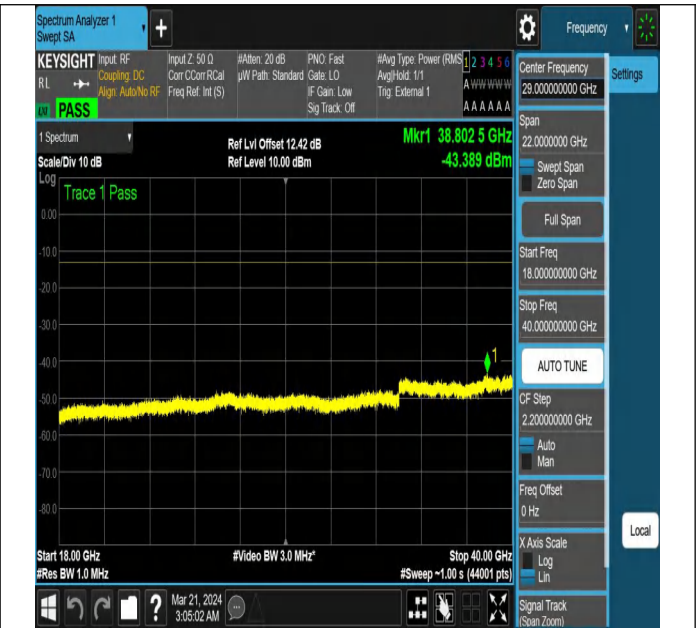 Spectrum Analyzer 1
Swept SA
+
Frequency
KEYSIGHT
RL
PASS
Input: RF
Coupling: DC
Align: Auto/No RF
Input Z: 50 Ω
Corr CCorr RCal
Freq Ref: Int (S)
#Atten: 20 dB
µW Path: Standard
PNO: Fast
Gate: LO
IF Gain: Low
Sig Track: Off
#Avg Type: Power (RMS)
Avg|Hold: 1/1
Trig: External 1
1 2 3 4 5 6
A W W W W W
A A A A A A
1 Spectrum
Scale/Div 10 dB
Ref Lvl Offset 12.42 dB
Ref Level 10.00 dBm
Mkr1 38.802 5 GHz
-43.389 dBm
Log
Trace 1 Pass
0.00
-10.0
-20.0
-30.0
-40.0
-50.0
-60.0
-70.0
-80.0
1
Start 18.00 GHz
#Res BW 1.0 MHz
#Video BW 3.0 MHz*
Stop 40.00 GHz
#Sweep ~1.00 s (44001 pts)
?
Mar 21, 2024
3:05:02 AM
Center Frequency
29.000000000 GHz
Settings
Span
22.0000000 GHz
Swept Span
Zero Span
Full Span
Start Freq
18.000000000 GHz
Stop Freq
40.000000000 GHz
AUTO TUNE
CF Step
2.200000000 GHz
Auto
Man
Freq Offset
0 Hz
X Axis Scale
Log
Lin
Local
Signal Track
(Span Zoom)